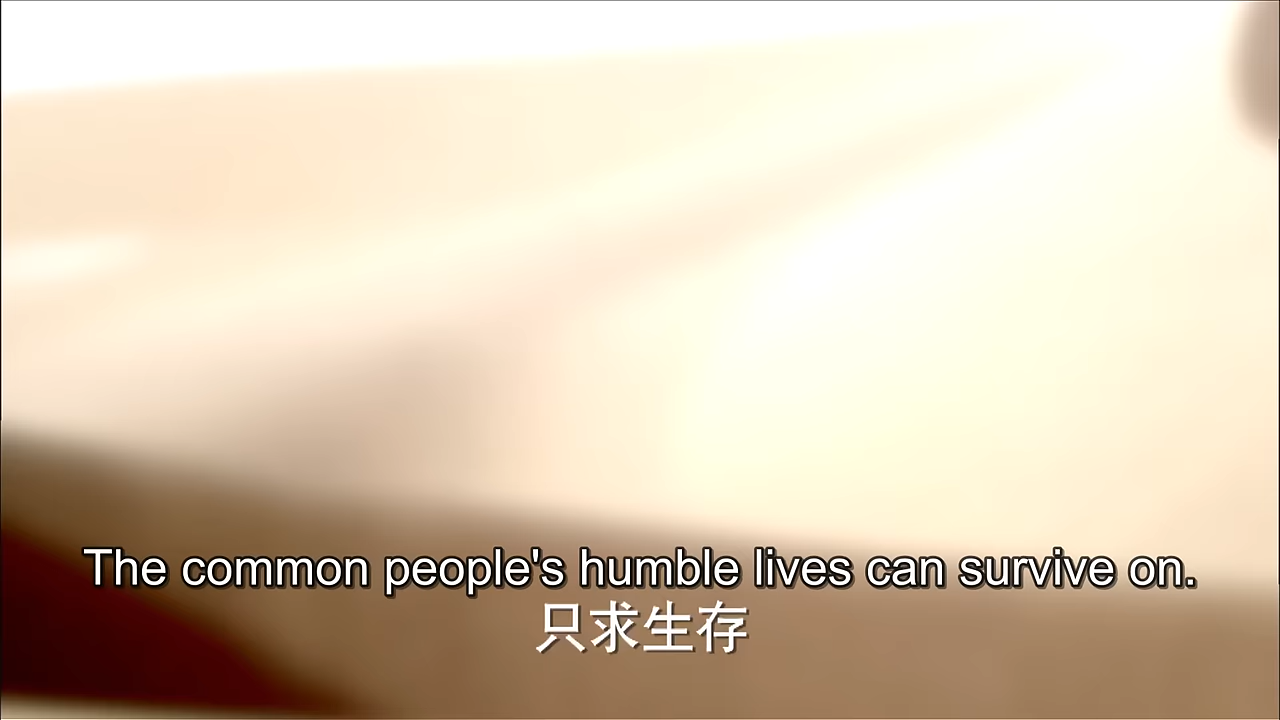 The common people's humble lives can survive on.
只求生存